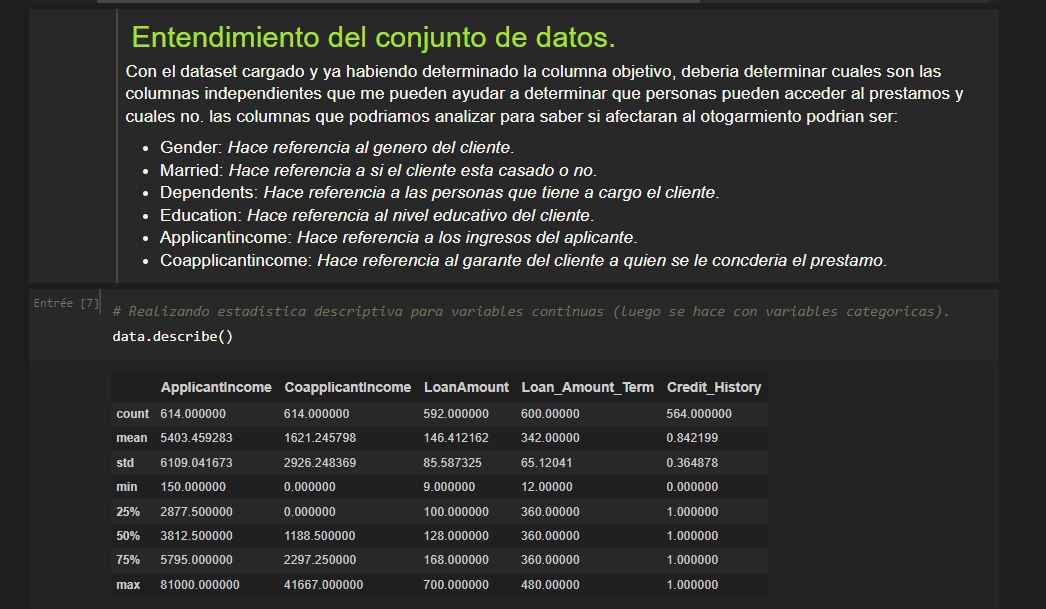 Entendimiento del conjunto de datos.
Con el dataset cargado y ya habiendo determinado la columna objetivo, deberia determinar cuales son las
columnas independientes que me pueden ayudar a determinar que personas pueden acceder al prestamos y
cuales no. las columnas que podriamos analizar para saber si afectaran al otogarmiento podrian ser:
• Gender: Hace referencia al genero del cliente.
• Married: Hace referencia a si el cliente esta casado o no.
• Dependents: Hace referencia a las personas que tiene a cargo el cliente.
• Education: Hace referencia al nivel educativo del cliente.
• Applicantincome: Hace referencia a los ingresos del aplicante.
• Coapplicantincome: Hace referencia al garante del cliente a quien se le concderia el prestamo.
Entrée [7]
# Realizando estadistica descriptiva para variables continuas (luego se hace con variables categoricas).
data.describe()
ApplicantIncome CoapplicantIncome LoanAmount Loan_Amount_Term Credit_History
count 614.000000 614.000000 592.000000 600.00000 564.000000
mean 5403.459283 1621.245798 146.412162 342.00000 0.842199
std 6109.041673 2926.248369 85.587325 65.12041 0.364878
min 150.000000 0.000000 9.000000 12.00000 0.000000
25% 2877.500000 0.000000 100.000000 360.00000 1.000000
50% 3812.500000 1188.500000 128.000000 360.00000 1.000000
75% 5795.000000 2297.250000 168.000000 360.00000 1.000000
max 81000.000000 41667.000000 700.000000 480.00000 1.000000